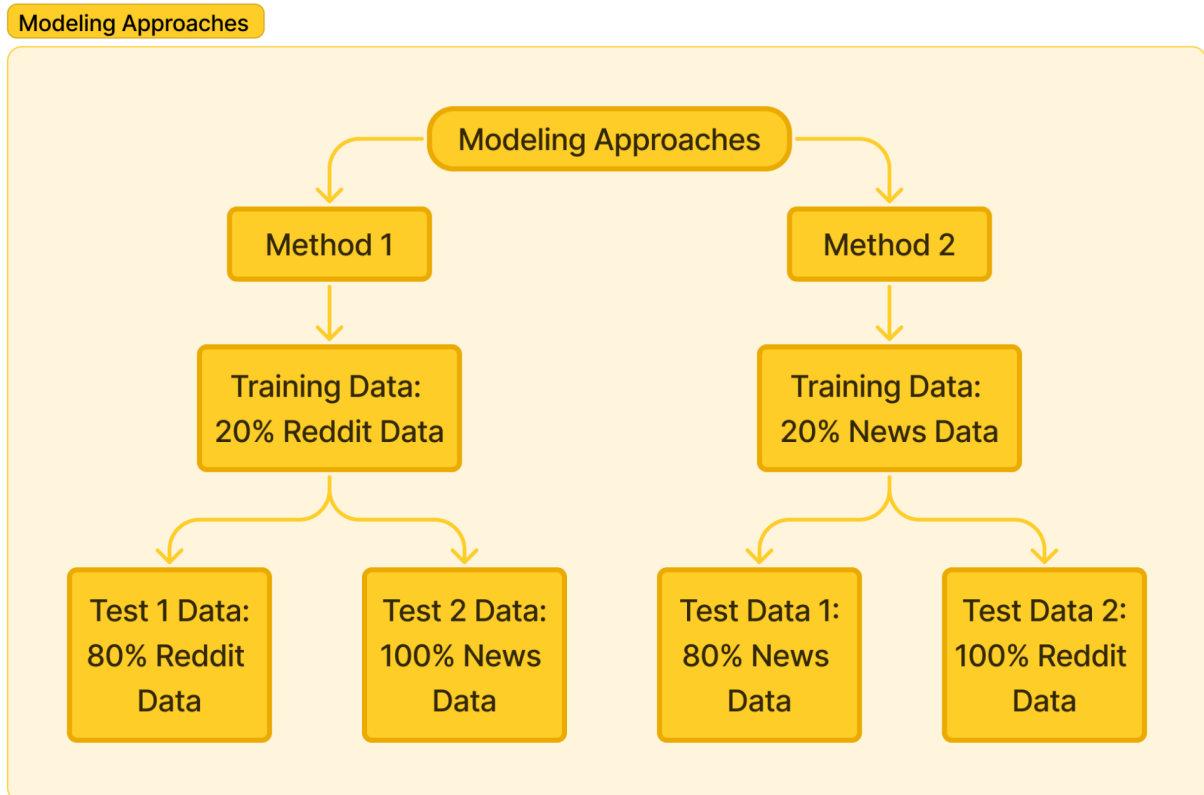 Modeling Approaches
Modeling Approaches
Method 1
Method 2
Training Data:
20% Reddit Data
Training Data:
20% News Data
Test 1 Data:
80% Reddit
Data
Test 2 Data:
100% News
Data
Test Data 1:
80% News
Data
Test Data 2:
100% Reddit
Data